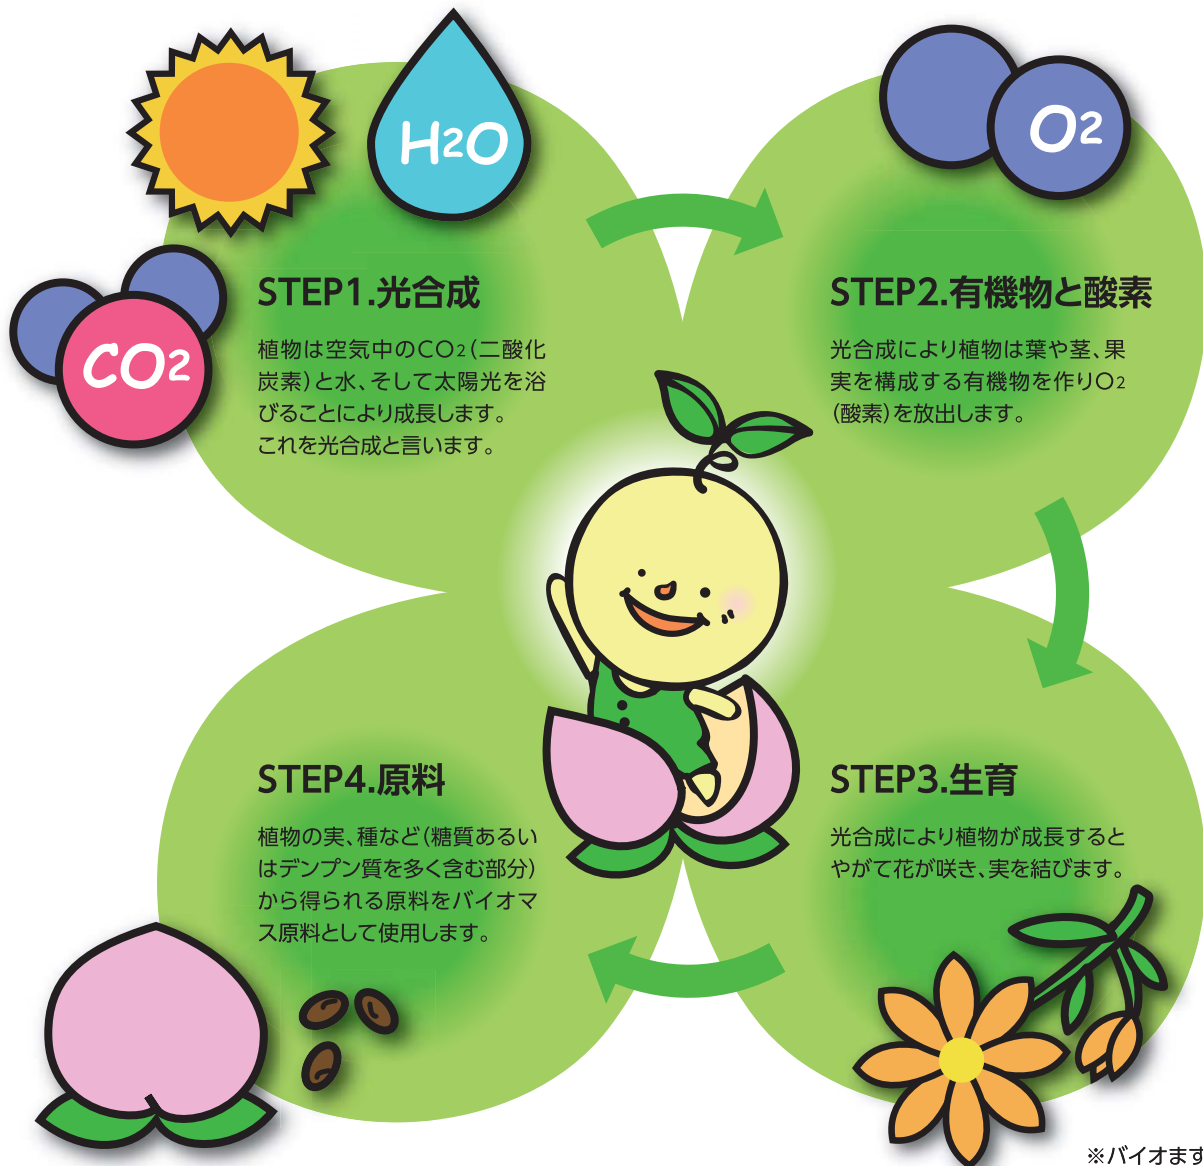 H2O
O2
CO2
STEP1.光合成
植物は空気中のCO2(二酸化
炭素)と水、そして太陽光を浴
びることにより成長します。
これを光合成と言います。
STEP2.有機物と酸素
光合成により植物は葉や茎、果
実を構成する有機物を作りO2
(酸素)を放出します。
STEP3.生育
光合成により植物が成長すると
やがて花が咲き、実を結びます。
STEP4.原料
植物の実、種など(糖質あるい
はデンプン質を多く含む部分)
から得られる原料をバイオマ
ス原料として使用します。
※バイオます